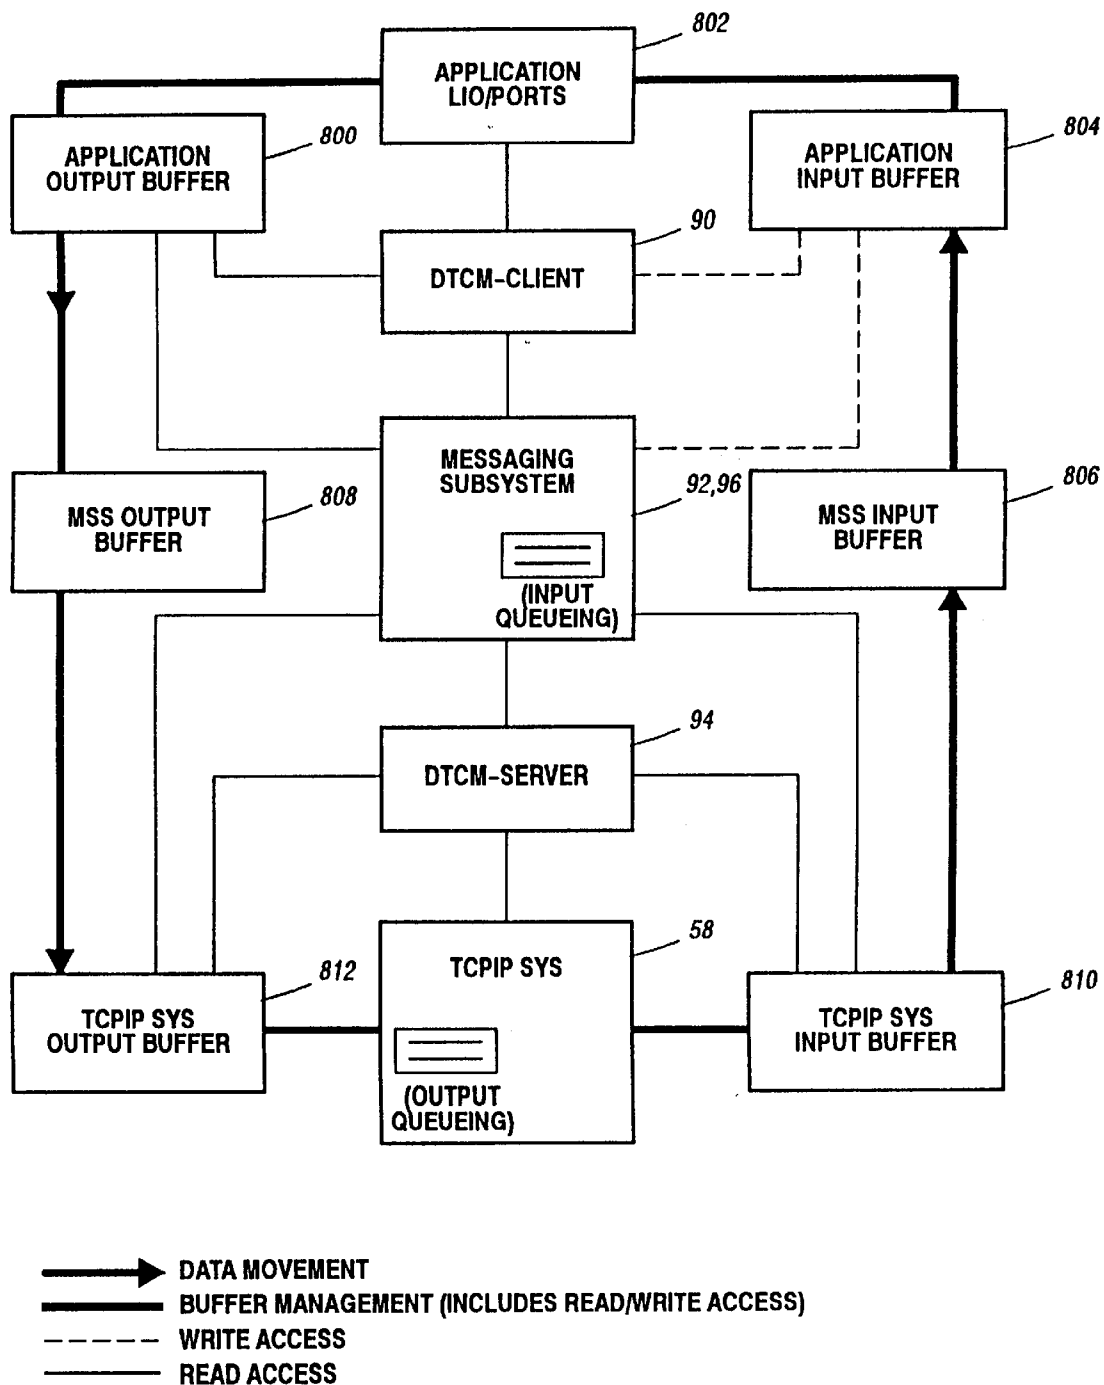 802
APPLICATION
LIO/PORTS
800
APPLICATION
OUTPUT BUFFER
804
APPLICATION
INPUT BUFFER
90
DTCM-CLIENT
MESSAGING
SUBSYSTEM
92,96
(INPUT
QUEUEING)
808
MSS OUTPUT
BUFFER
806
MSS INPUT
BUFFER
94
DTCM-SERVER
58
TCPIP SYS
(OUTPUT
QUEUEING)
812
TCPIP SYS
OUTPUT BUFFER
810
TCPIP SYS
INPUT BUFFER
DATA MOVEMENT
BUFFER MANAGEMENT (INCLUDES READ/WRITE ACCESS)
WRITE ACCESS
READ ACCESS